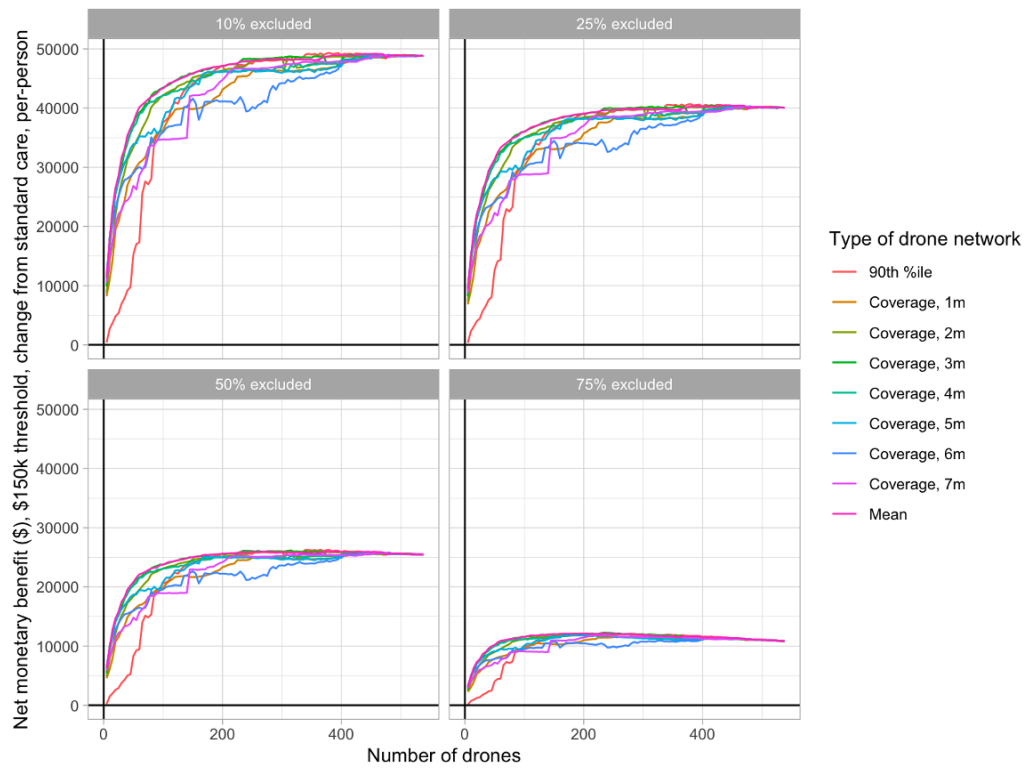 10% excluded
25% excluded
50000
40000
30000
20000
10000
0
50% excluded
75% excluded
50000
40000
30000
20000
10000
0
0
200
400
0
200
400
Number of drones
Net monetary benefit ($), $150k threshold, change from standard care, per-person
Type of drone network
90th %ile
Coverage, 1m
Coverage, 2m
Coverage, 3m
Coverage, 4m
Coverage, 5m
Coverage, 6m
Coverage, 7m
Mean